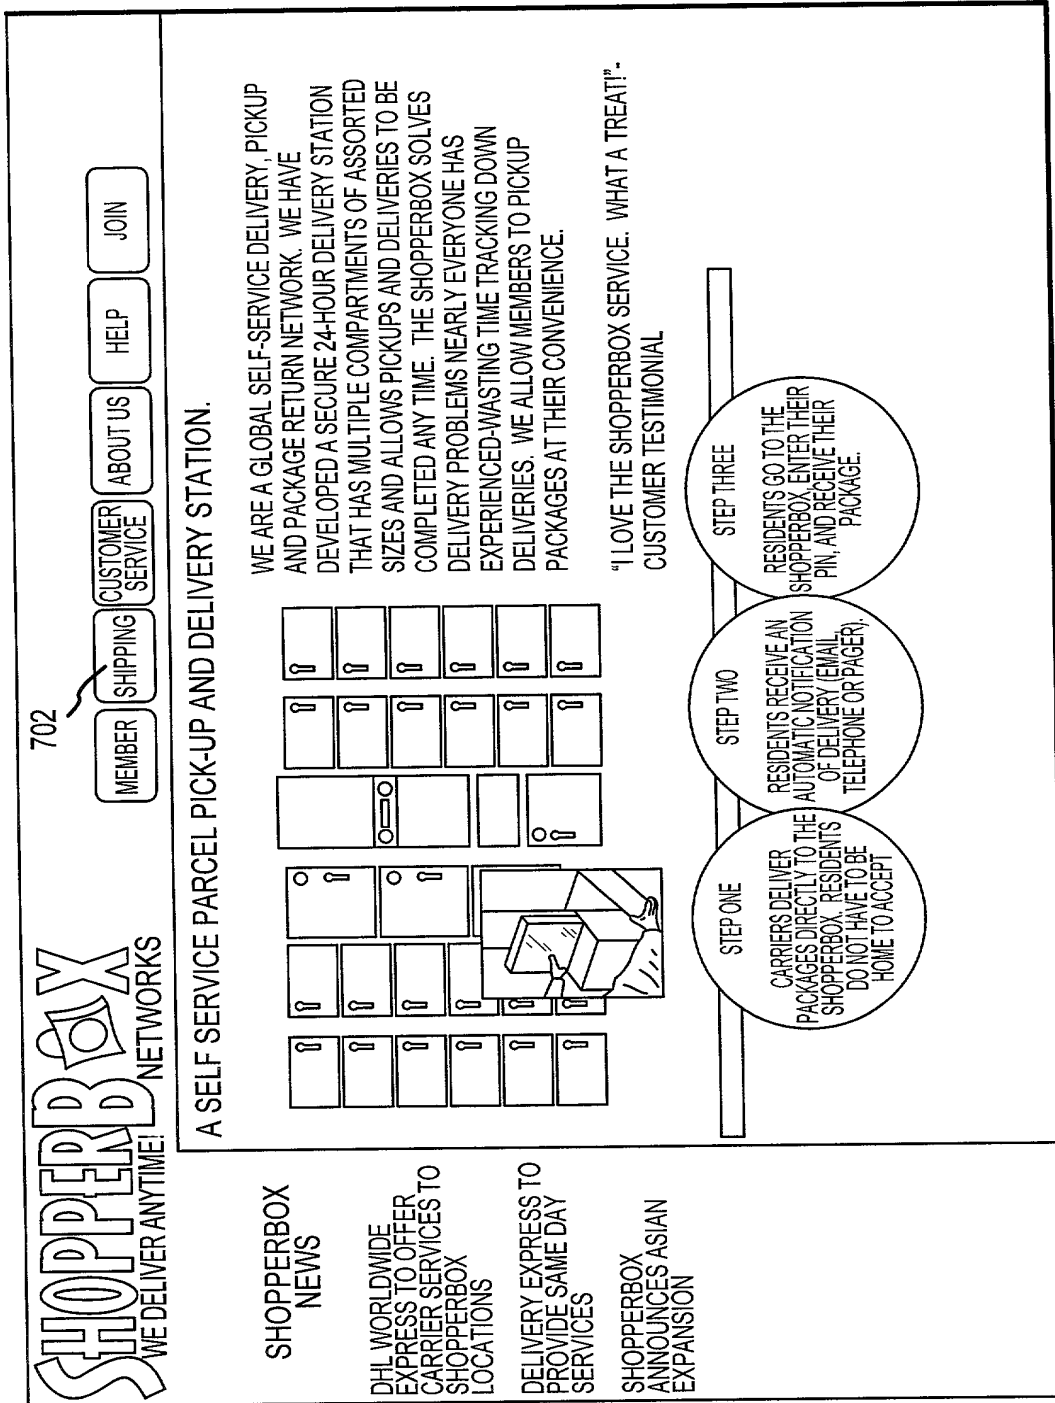 SHOPPERBOX
WE DELIVER ANYTIME! NETWORKS
702
MEMBER
SHIPPING
CUSTOMER
SERVICE
ABOUT US
HELP
JOIN
SHOPPERBOX
NEWS
DHL WORLDWIDE
EXPRESS TO OFFER
CARRIER SERVICES TO
SHOPPERBOX
LOCATIONS
DELIVERY EXPRESS TO
PROVIDE SAME DAY
SERVICES
SHOPPERBOX
ANNOUNCES ASIAN
EXPANSION
A SELF SERVICE PARCEL PICK-UP AND DELIVERY STATION.
WE ARE A GLOBAL SELF-SERVICE DELIVERY, PICKUP
AND PACKAGE RETURN NETWORK. WE HAVE
DEVELOPED A SECURE 24-HOUR DELIVERY STATION
THAT HAS MULTIPLE COMPARTMENTS OF ASSORTED
SIZES AND ALLOWS PICKUPS AND DELIVERIES TO BE
COMPLETED ANY TIME. THE SHOPPERBOX SOLVES
DELIVERY PROBLEMS NEARLY EVERYONE HAS
EXPERIENCED-WASTING TIME TRACKING DOWN
DELIVERIES. WE ALLOW MEMBERS TO PICKUP
PACKAGES AT THEIR CONVENIENCE.
"I LOVE THE SHOPPERBOX SERVICE. WHAT A TREAT!"-
CUSTOMER TESTIMONIAL
STEP ONE
CARRIERS DELIVER
PACKAGES DIRECTLY TO THE
SHOPPERBOX. RESIDENTS
DO NOT HAVE TO BE
HOME TO ACCEPT
STEP TWO
RESIDENTS RECEIVE AN
AUTOMATIC NOTIFICATION
OF DELIVERY (EMAIL,
TELEPHONE OR PAGER).
STEP THREE
RESIDENTS GO TO THE
SHOPPERBOX, ENTER THEIR
PIN, AND RECEIVE THEIR
PACKAGE.